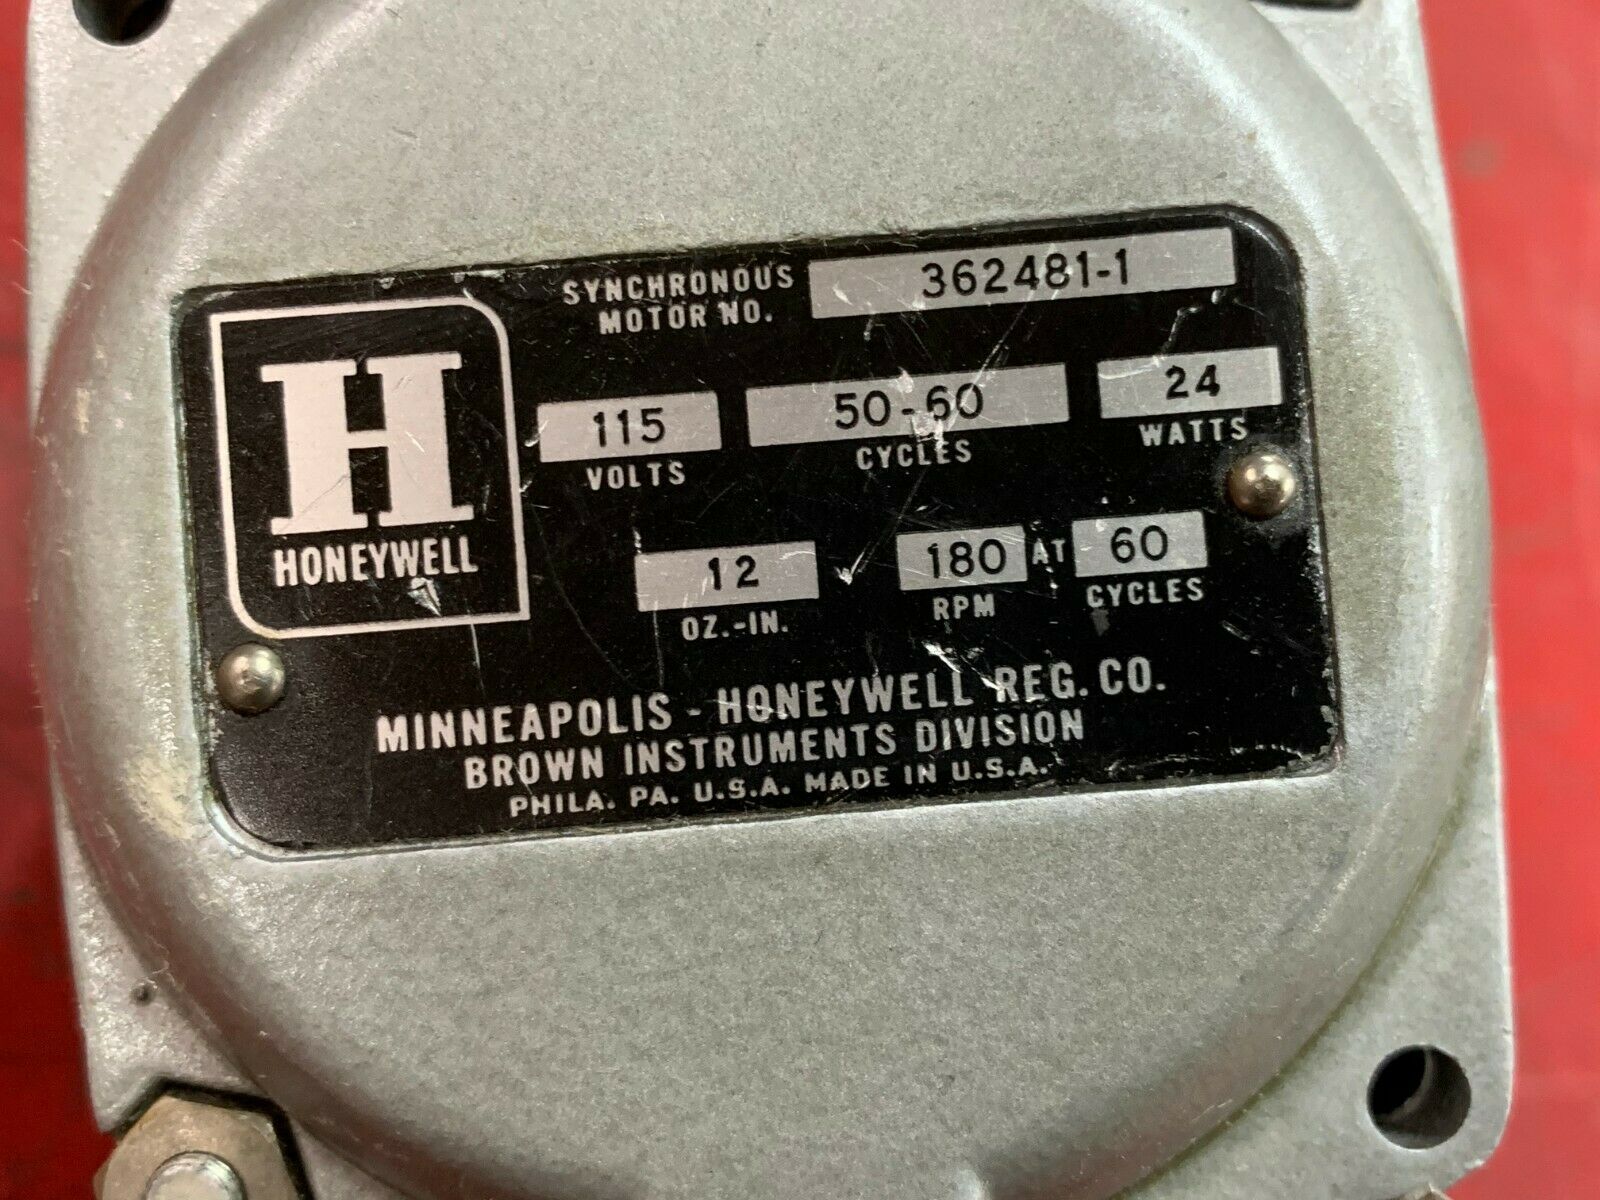 SYNCHRONOUS
MOTOR NO. 362481-1
H
HONEYWELL
115 50-60 24
VOLTS CYCLES WATTS
12 180 AT 60
OZ.-IN. RPM CYCLES
MINNEAPOLIS - HONEYWELL REG. CO.
BROWN INSTRUMENTS DIVISION
PHILA. PA. U.S.A. MADE IN U.S.A.